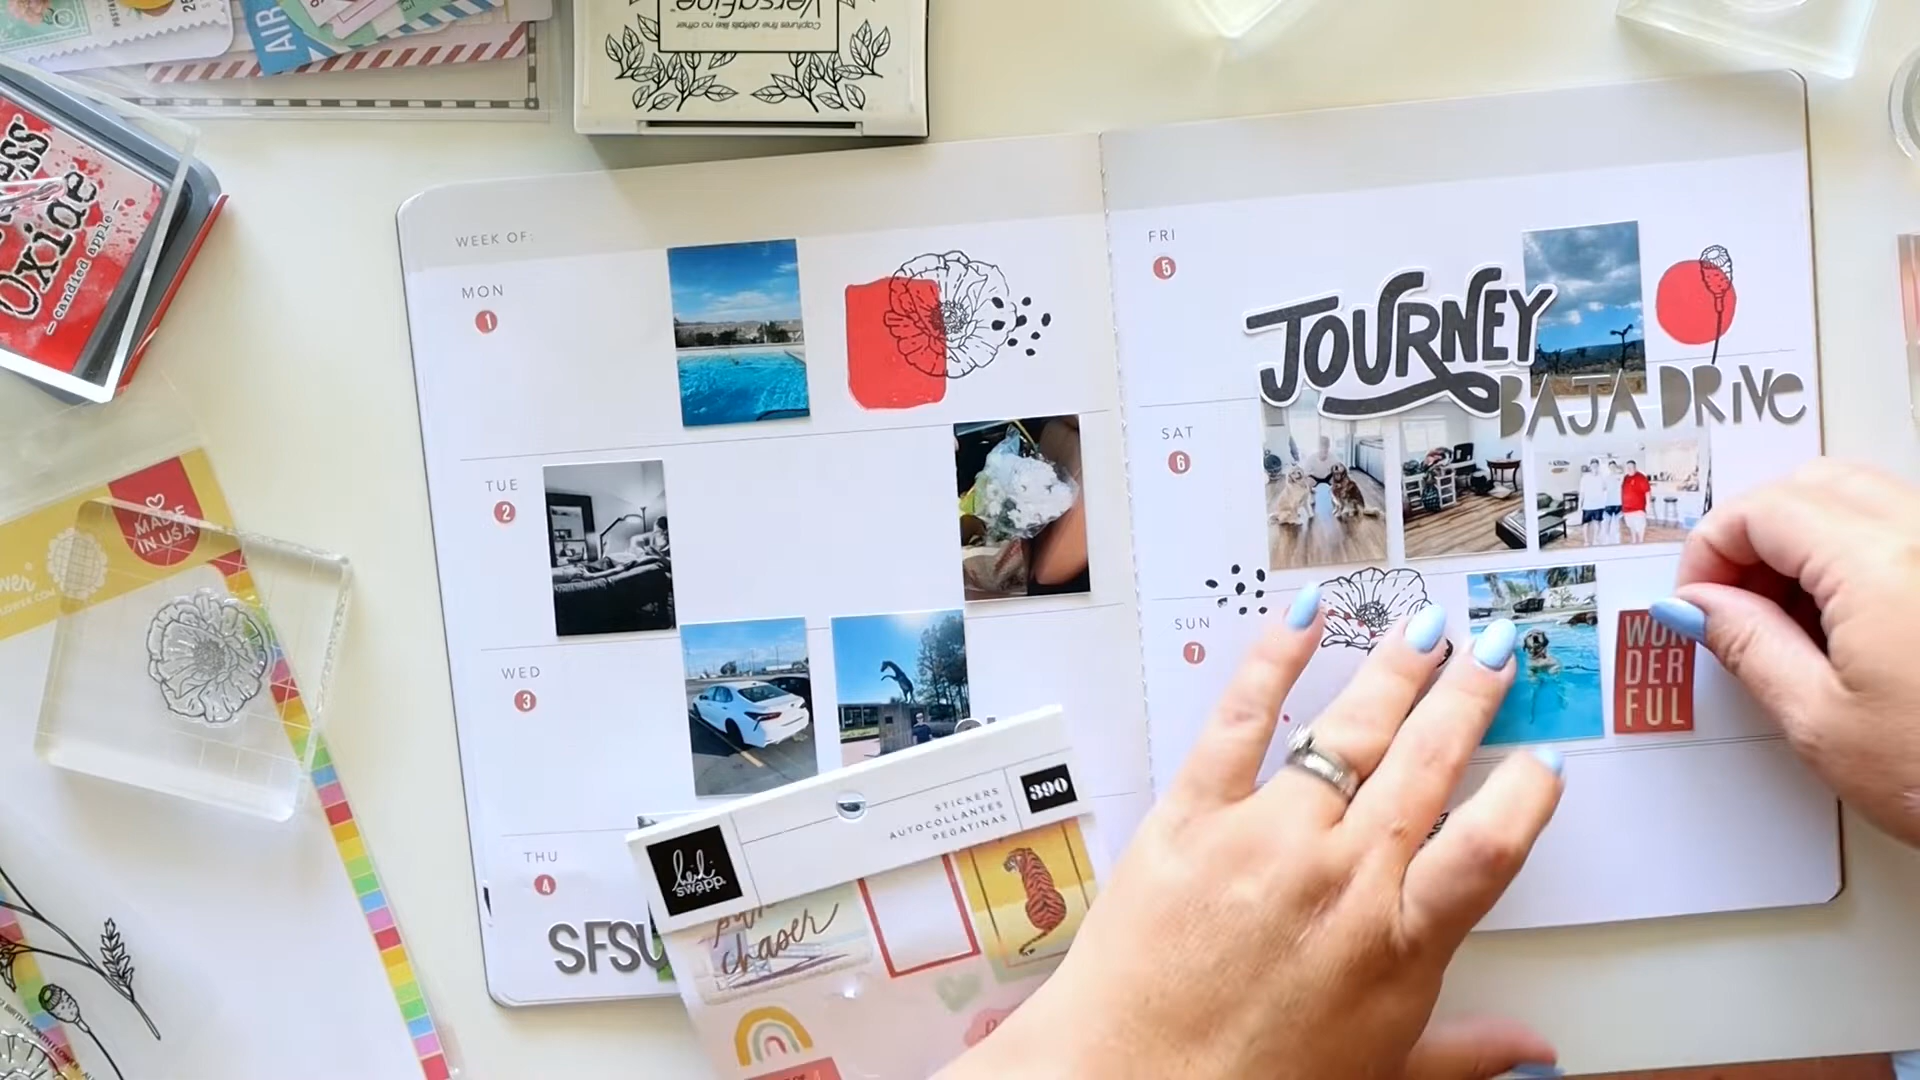 VersaFine
Captures fine details like no other
AIR
25
POSTAGE
Oxide
— candied apple —
MADE
IN USA
WEEK OF:
MON
1
TUE
2
WED
3
THU
4
SFSU
FRI
5
JOURNEY
BAJA DRIVE
SAT
6
SUN
7
WON
DER
FUL
STICKERS
AUTOCOLLANTES
PEGATINAS
390
heidi
swapp
chaser